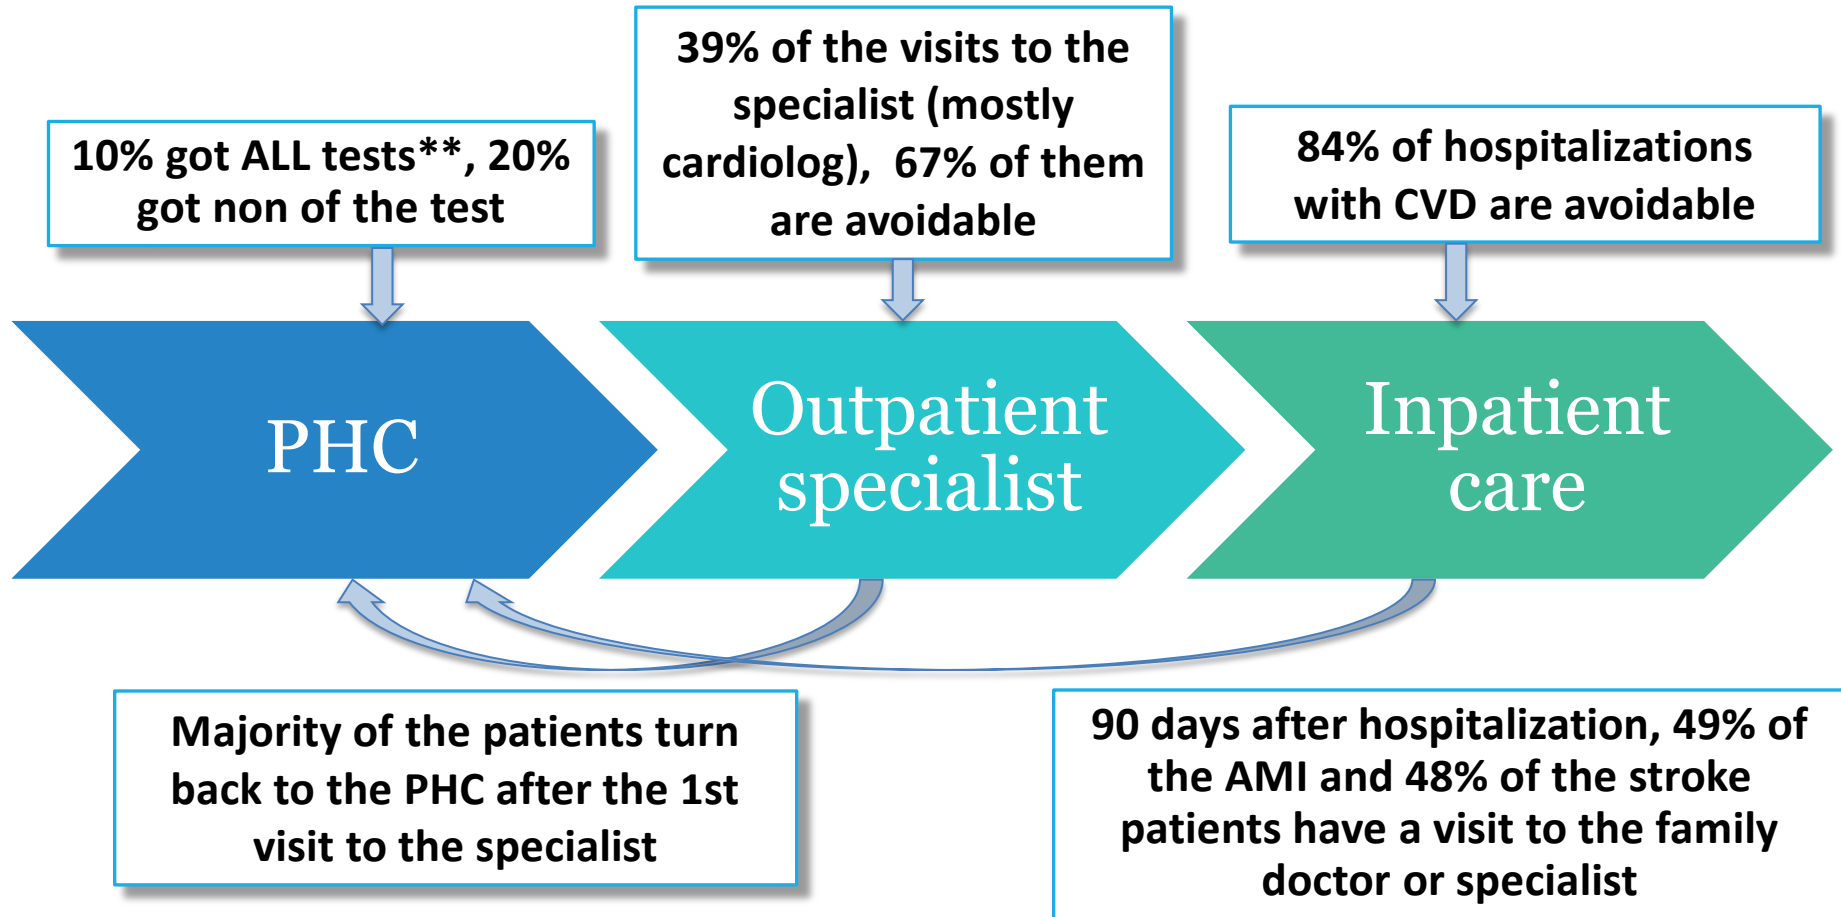 39% of the visits to the
specialist (mostly
cardiolog),  67% of them
are avoidable
10% got ALL tests**, 20%
got non of the test
84% of hospitalizations
with CVD are avoidable
PHC
Outpatient
specialist
Inpatient
care
Majority of the patients turn
back to the PHC after the 1st
visit to the specialist
90 days after hospitalization, 49% of
the AMI and 48% of the stroke
patients have a visit to the family
doctor or specialist